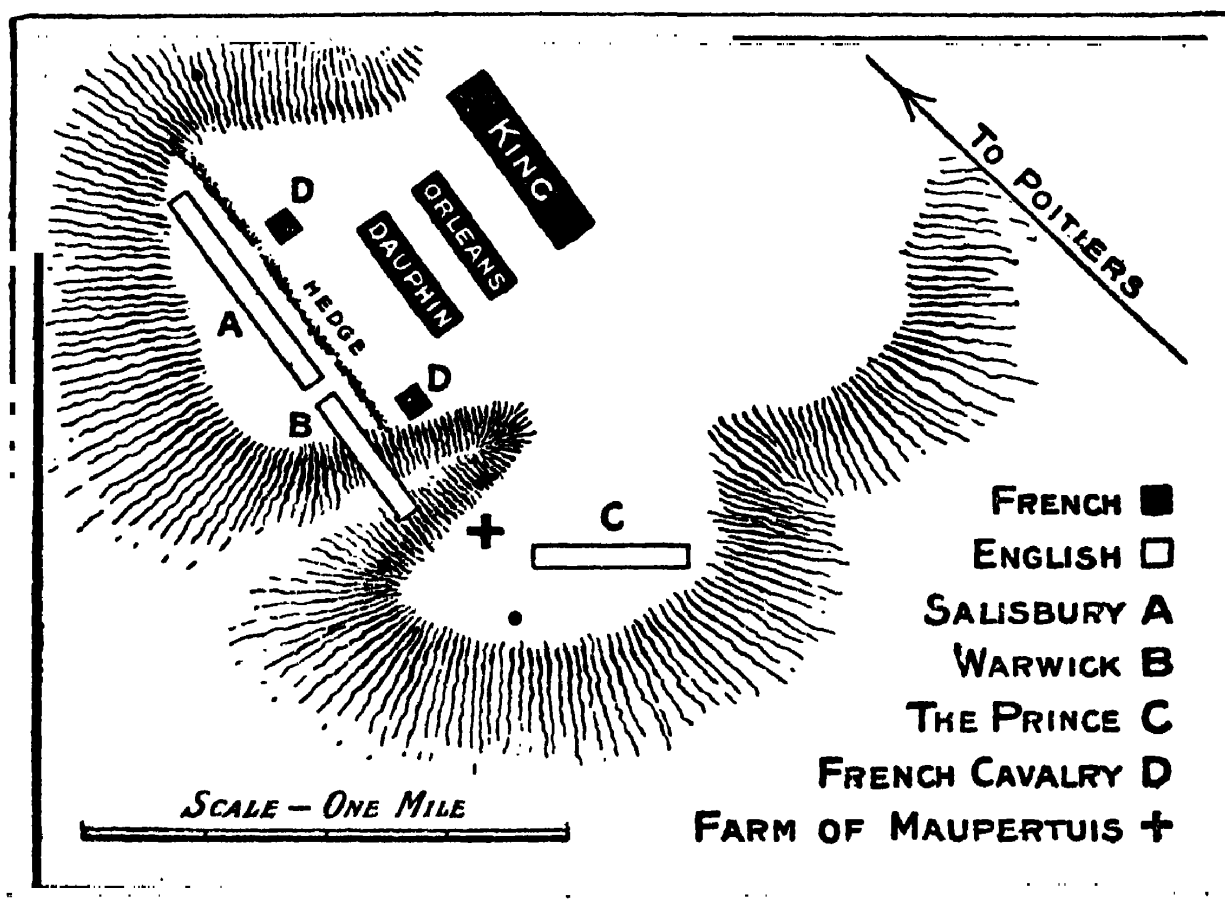 KING
ORLEANS
DAUPHIN
D
HEDGE
A
D
B
C
TO POITIERS
FRENCH
ENGLISH
SALISBURY A
WARWICK B
THE PRINCE C
FRENCH CAVALRY D
FARM OF MAUPERTUIS +
SCALE – ONE MILE